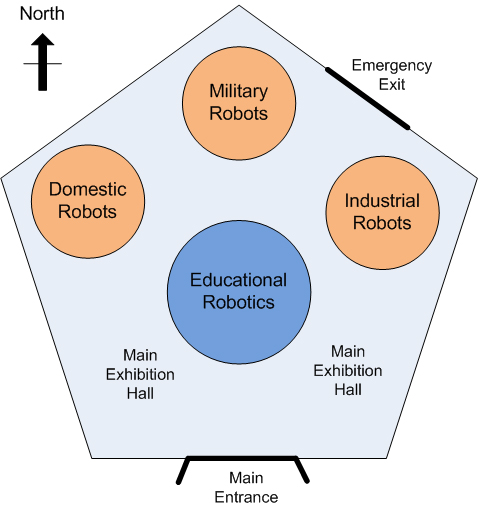 North
Emergency
Exit
Military
Robots
Domestic
Robots
Industrial
Robots
Educational
Robotics
Main
Exhibition
Hall
Main
Exhibition
Hall
Main
Entrance